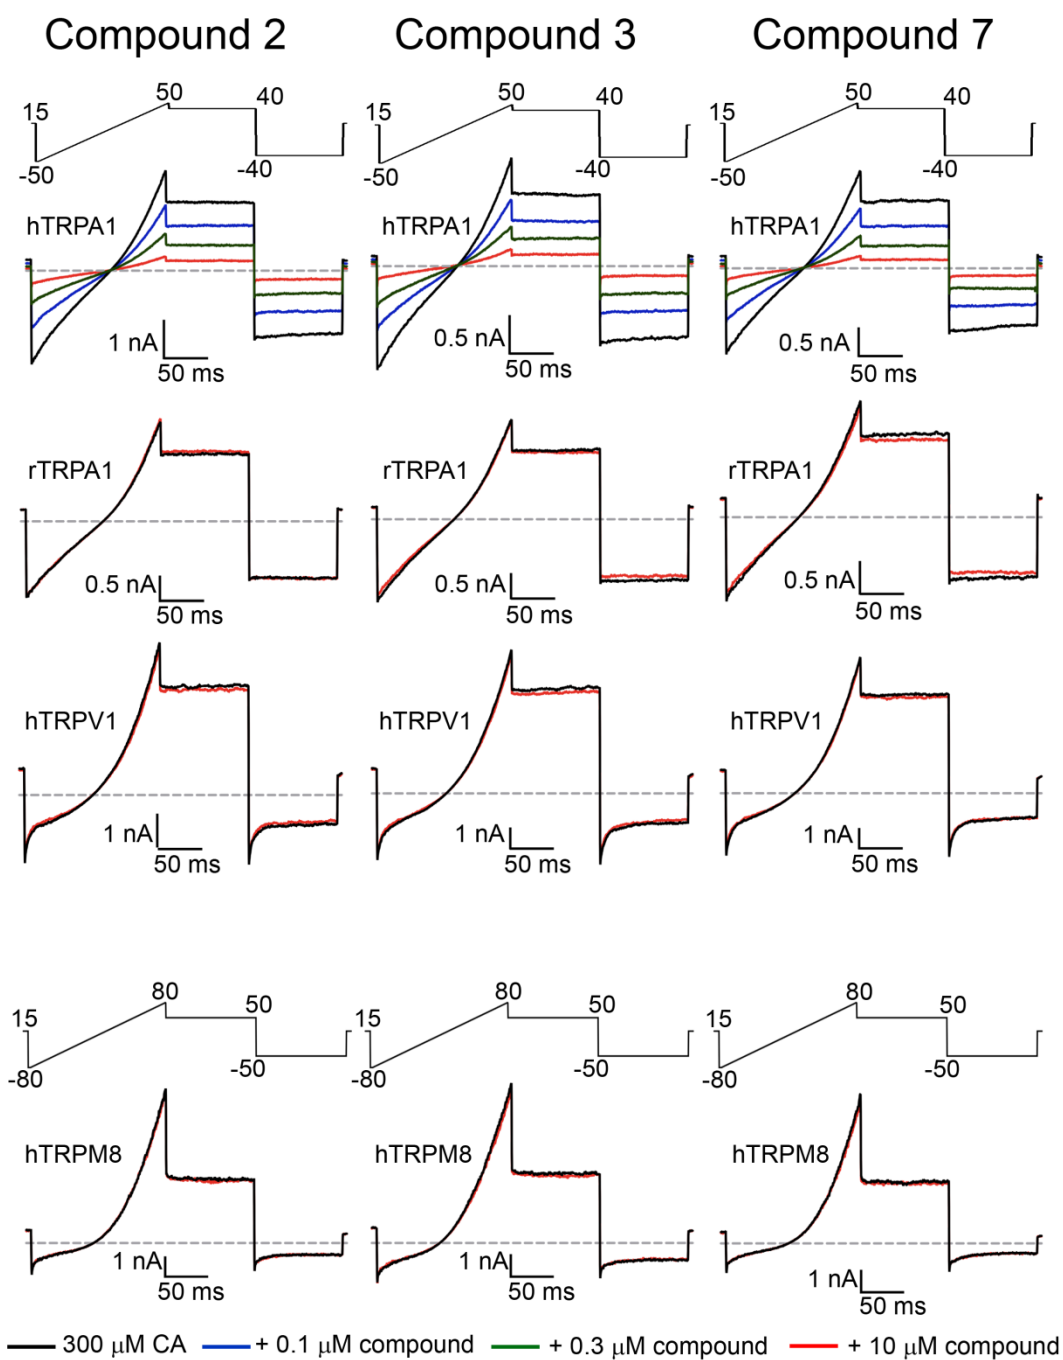 Compound 2 Compound 3 Compound 7
15 50 40 15 50 40 15 50 40
-50 -40 -50 -40 -50 -40
hTRPA1 hTRPA1 hTRPA1
1 nA 0.5 nA 0.5 nA
50 ms 50 ms 50 ms
rTRPA1 rTRPA1 rTRPA1
0.5 nA 0.5 nA 0.5 nA
50 ms 50 ms 50 ms
hTRPV1 hTRPV1 hTRPV1
1 nA 1 nA 1 nA
50 ms 50 ms 50 ms
15 80 50 15 80 50 15 80 50
-80 -50 -80 -50 -80 -50
hTRPM8 hTRPM8 hTRPM8
1 nA 1 nA 1 nA
50 ms 50 ms 50 ms
300 μM CA + 0.1 μM compound + 0.3 μM compound + 10 μM compound